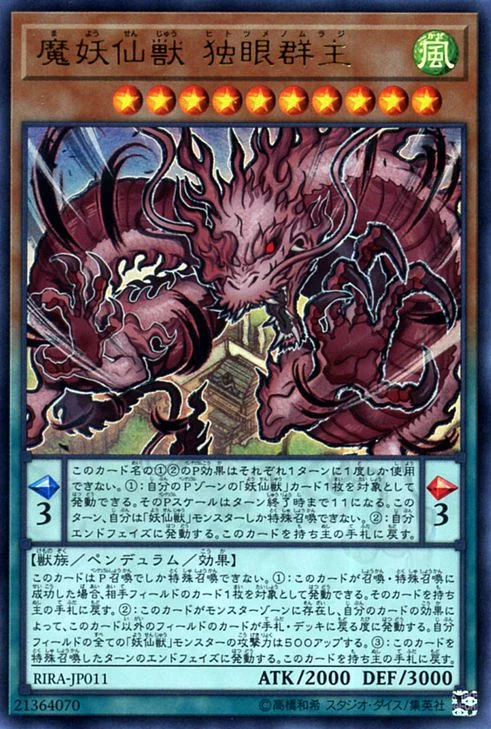 魔妖仙獣 独眼群主
風
このカード名の①②のP効果はそれぞれ1ターンに1度しか使用
できない。①：自分のPゾーンの「妖仙獣」カード1枚を対象として
発動できる。そのPスケールはターン終了時まで11になる。このタ
ーン、自分は「妖仙獣」モンスターしか特殊召喚できない。②：自分
エンドフェイズに発動する。このカードを持ち主の手札に戻す。
3
3
【獣族／ペンデュラム／効果】
このカードはP召喚でしか特殊召喚できない。①：このカードが召喚・特殊召喚に
成功した場合、相手フィールドのカード1枚を対象として発動できる。そのカードを持ち
主の手札に戻す。②：このカードがモンスターゾーンに存在し、自分のカードの効果に
よって、このカード以外のフィールドのカードが手札・デッキに戻る度に発動する。自分
フィールドの全ての「妖仙獣」モンスターの攻撃力は500アップする。③：このカードを
特殊召喚したターンのエンドフェイズに発動する。このカードを持ち主の手札に戻す。
RIRA-JP011
ATK/2000 DEF/3000
21364070
©高橋和希 スタジオ・ダイス/集英社